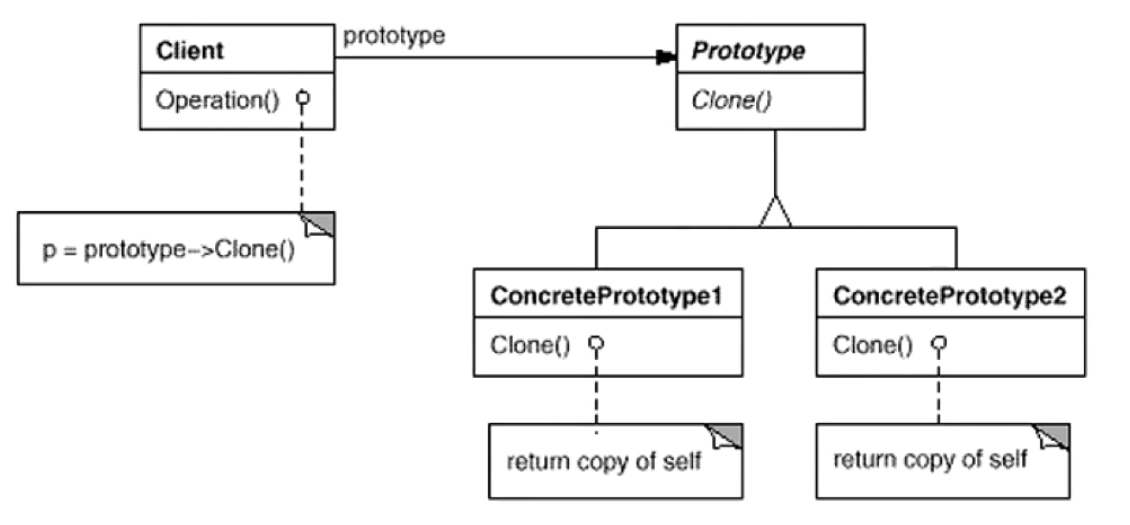 prototype
Client
Prototype
Operation()
Clone()
p = prototype->Clone()
ConcretePrototype1
ConcretePrototype2
Clone()
Clone()
return copy of self
return copy of self